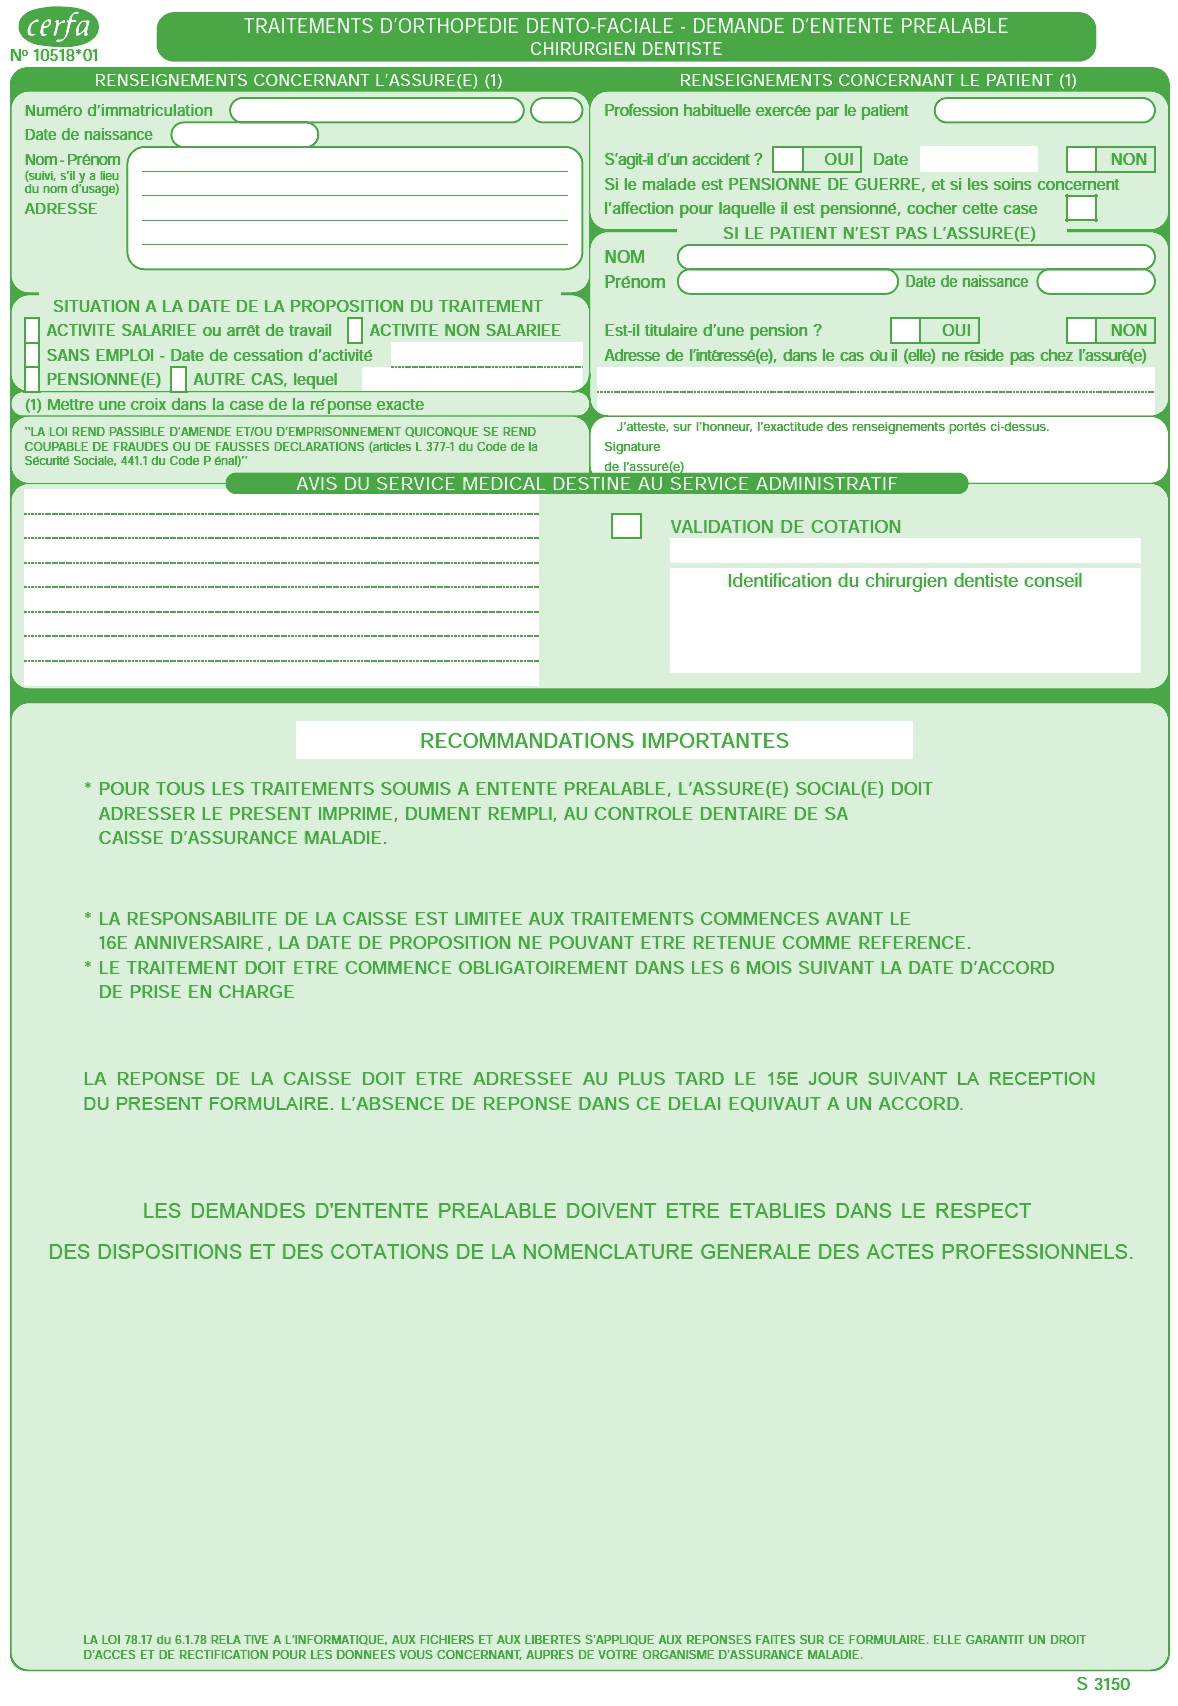 cerfa
Nº 10518*01
TRAITEMENTS D'ORTHOPEDIE DENTO-FACIALE - DEMANDE D'ENTENTE PREALABLE
CHIRURGIEN DENTISTE
RENSEIGNEMENTS CONCERNANT L'ASSURE(E) (1)
Numéro d'immatriculation
Date de naissance
Nom - Prénom
(suivi, s'il y a lieu
du nom d'usage)
ADRESSE
SITUATION A LA DATE DE LA PROPOSITION DU TRAITEMENT
ACTIVITE SALARIEE ou arrêt de travail ACTIVITE NON SALARIEE
SANS EMPLOI - Date de cessation d'activité
PENSIONNE(E) AUTRE CAS, lequel
(1) Mettre une croix dans la case de la réponse exacte
"LA LOI REND PASSIBLE D'AMENDE ET/OU D'EMPRISONNEMENT QUICONQUE SE REND
COUPABLE DE FRAUDES OU DE FAUSSES DECLARATIONS (articles L 377-1 du Code de la
Sécurité Sociale, 441.1 du Code P énal)"
RENSEIGNEMENTS CONCERNANT LE PATIENT (1)
Profession habituelle exercée par le patient
S'agit-il d'un accident ? OUI Date NON
Si le malade est PENSIONNE DE GUERRE, et si les soins concernent
l'affection pour laquelle il est pensionné, cocher cette case
SI LE PATIENT N'EST PAS L'ASSURE(E)
NOM
Prénom Date de naissance
Est-il titulaire d'une pension ? OUI NON
Adresse de l'intéressé(e), dans le cas où il (elle) ne réside pas chez l'assuré(e)
J'atteste, sur l'honneur, l'exactitude des renseignements portés ci-dessus.
Signature
de l'assuré(e)
AVIS DU SERVICE MEDICAL DESTINE AU SERVICE ADMINISTRATIF
VALIDATION DE COTATION
Identification du chirurgien dentiste conseil
RECOMMANDATIONS IMPORTANTES
* POUR TOUS LES TRAITEMENTS SOUMIS A ENTENTE PREALABLE, L'ASSURE(E) SOCIAL(E) DOIT
ADRESSER LE PRESENT IMPRIME, DUMENT REMPLI, AU CONTROLE DENTAIRE DE SA
CAISSE D'ASSURANCE MALADIE.
* LA RESPONSABILITE DE LA CAISSE EST LIMITEE AUX TRAITEMENTS COMMENCES AVANT LE
16E ANNIVERSAIRE , LA DATE DE PROPOSITION NE POUVANT ETRE RETENUE COMME REFERENCE.
* LE TRAITEMENT DOIT ETRE COMMENCE OBLIGATOIREMENT DANS LES 6 MOIS SUIVANT LA DATE D'ACCORD
DE PRISE EN CHARGE
LA REPONSE DE LA CAISSE DOIT ETRE ADRESSEE AU PLUS TARD LE 15E JOUR SUIVANT LA RECEPTION
DU PRESENT FORMULAIRE. L'ABSENCE DE REPONSE DANS CE DELAI EQUIVAUT A UN ACCORD.
LES DEMANDES D'ENTENTE PREALABLE DOIVENT ETRE ETABLIES DANS LE RESPECT
DES DISPOSITIONS ET DES COTATIONS DE LA NOMENCLATURE GENERALE DES ACTES PROFESSIONNELS.
LA LOI 78.17 du 6.1.78 RELA TIVE A L'INFORMATIQUE, AUX FICHIERS ET AUX LIBERTES S'APPLIQUE AUX REPONSES FAITES SUR CE FORMULAIRE. ELLE GARANTIT UN DROIT
D'ACCES ET DE RECTIFICATION POUR LES DONNEES VOUS CONCERNANT, AUPRES DE VOTRE ORGANISME D'ASSURANCE MALADIE.
S 3150